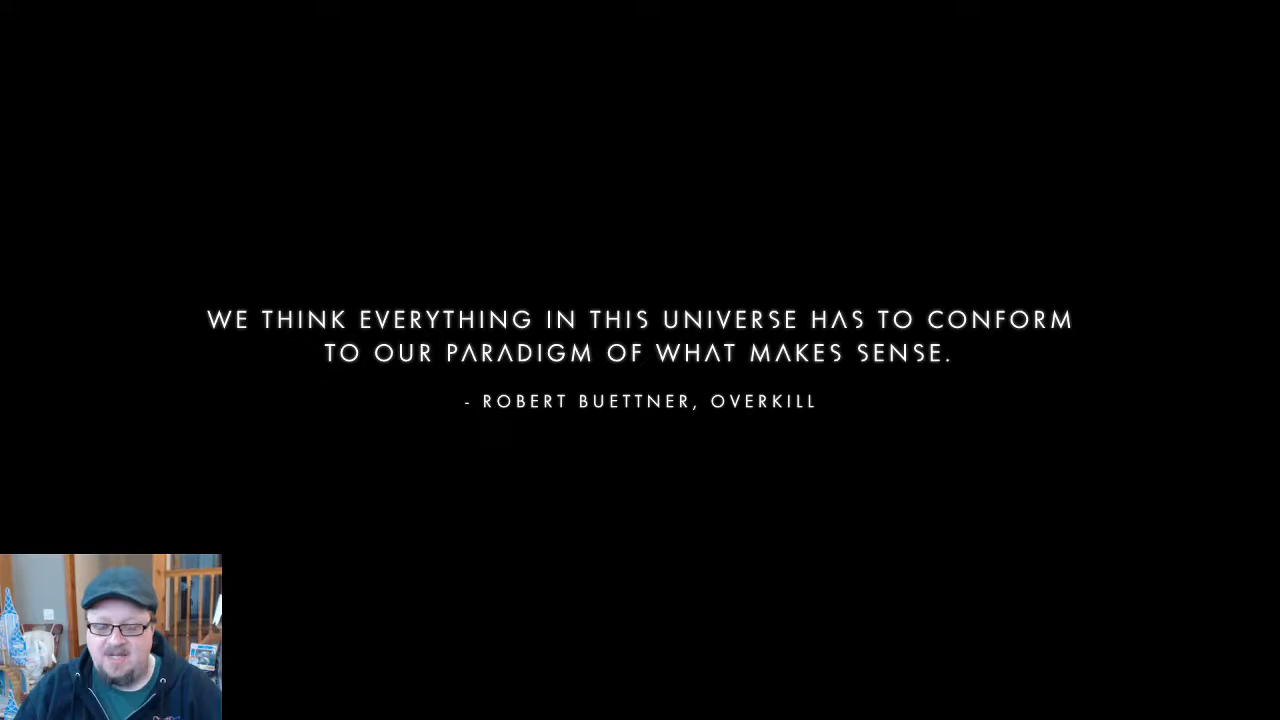 WE THINK EVERYTHING IN THIS UNIVERSE HAS TO CONFORM
TO OUR PARADIGM OF WHAT MAKES SENSE.
- ROBERT BUETTNER, OVERKILL